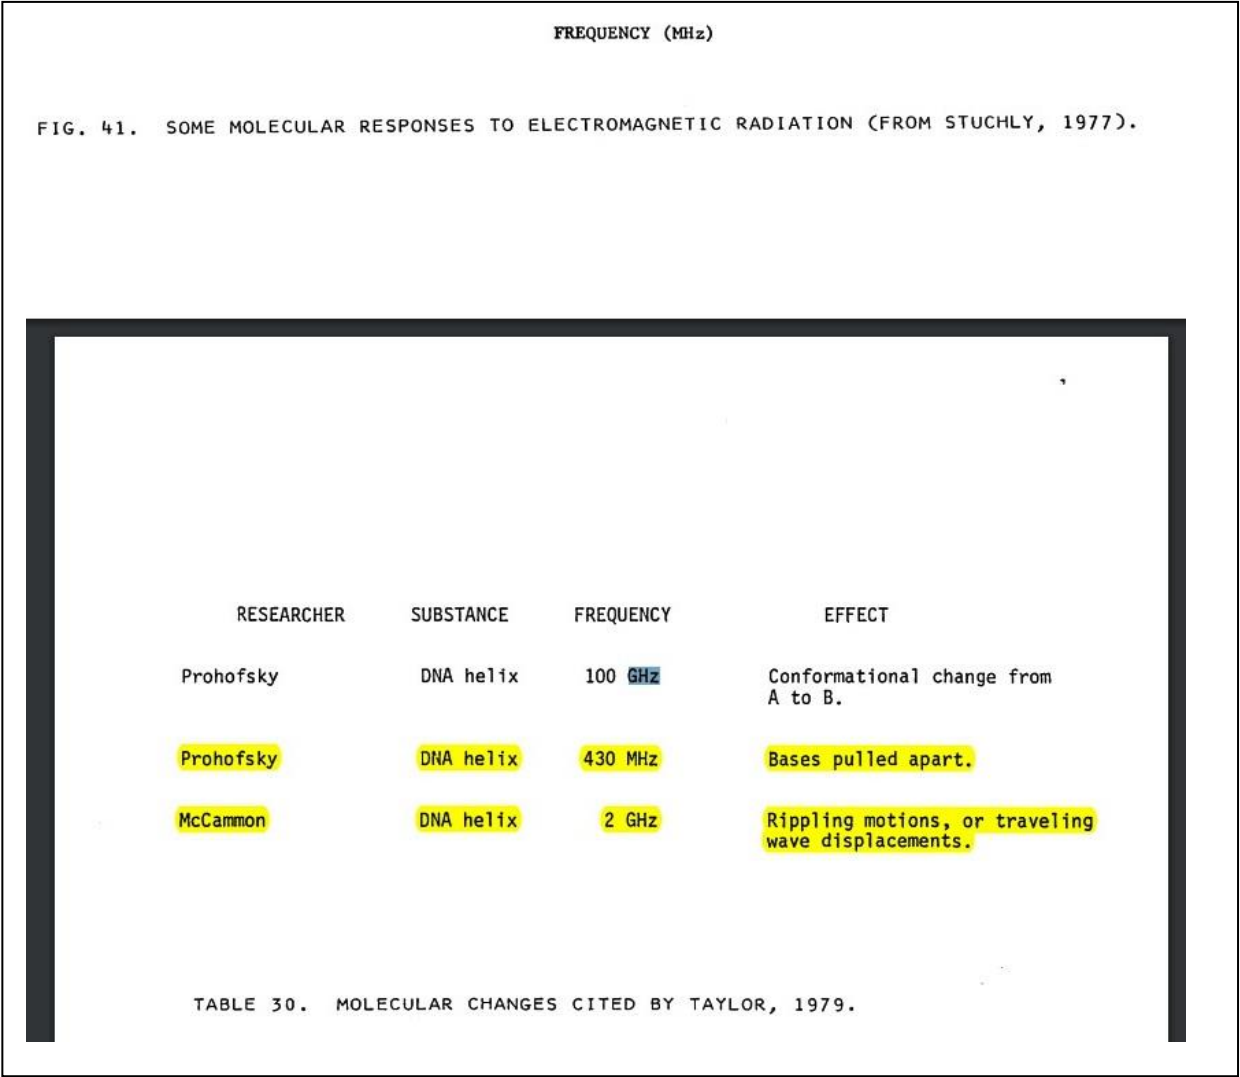 FREQUENCY (MHz)
FIG. 41. SOME MOLECULAR RESPONSES TO ELECTROMAGNETIC RADIATION (FROM STUCHLY, 1977).
RESEARCHER SUBSTANCE FREQUENCY EFFECT
Prohofsky DNA helix 100 GHz Conformational change from
A to B.
Prohofsky DNA helix 430 MHz Bases pulled apart.
McCammon DNA helix 2 GHz Rippling motions, or traveling
wave displacements.
TABLE 30. MOLECULAR CHANGES CITED BY TAYLOR, 1979.